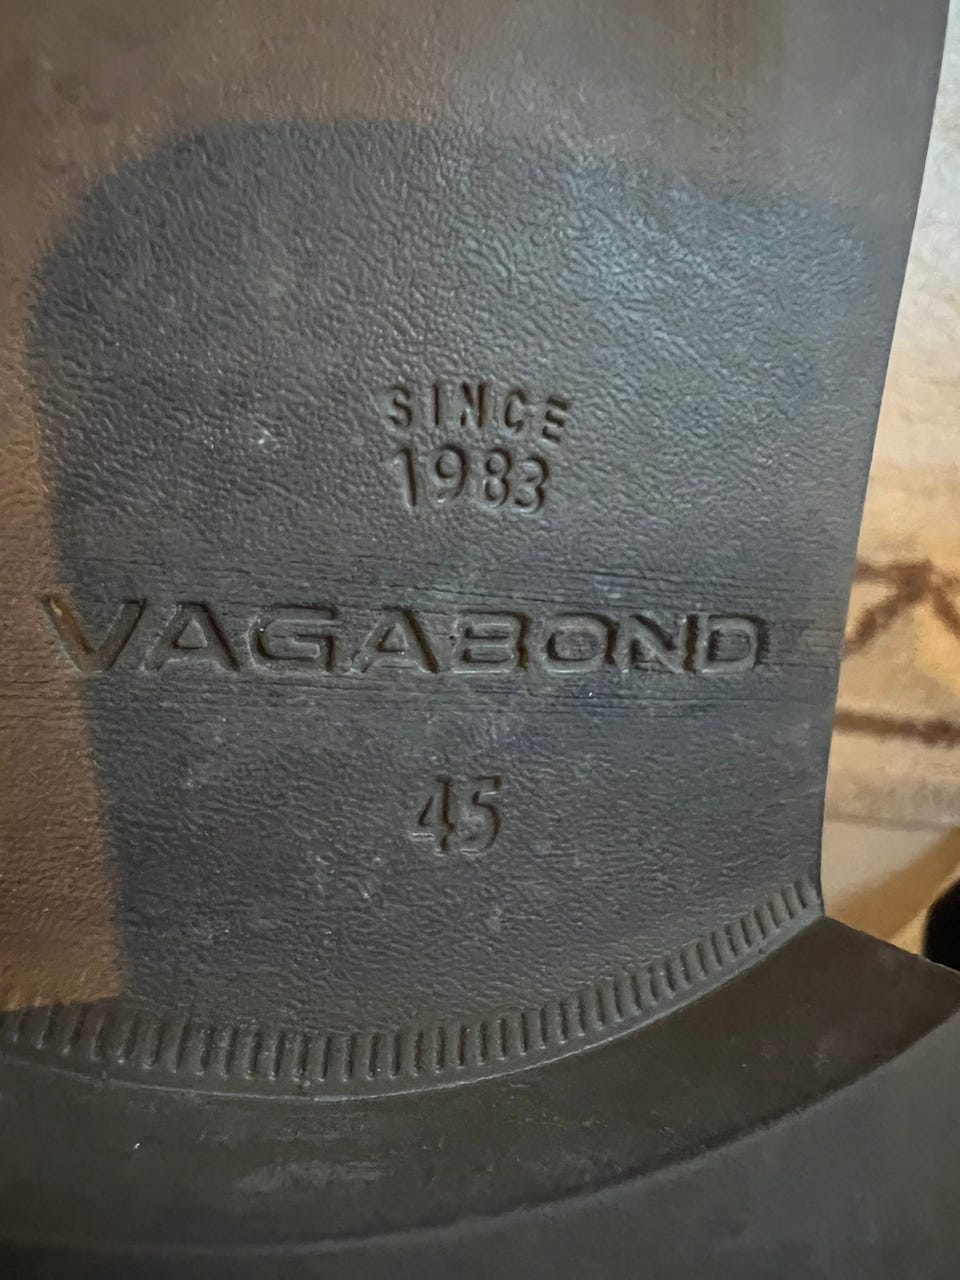 SINCE
1983
VAGABOND
45